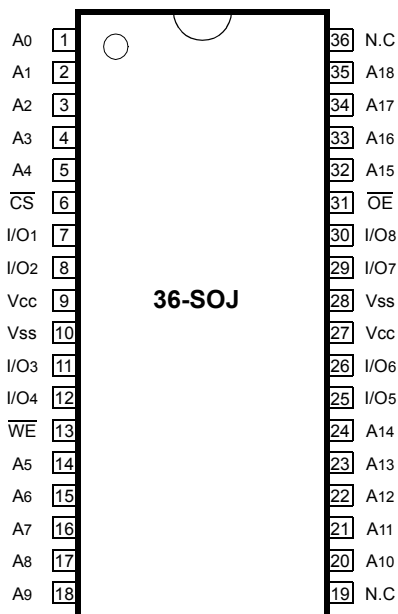 A0 1 36 N.C
A1 2 35 A18
A2 3 34 A17
A3 4 33 A16
A4 5 32 A15
C̅S̅ 6 31 O̅E̅
I/O1 7 30 I/O8
I/O2 8 29 I/O7
Vcc 9 36-SOJ 28 Vss
Vss 10 27 Vcc
I/O3 11 26 I/O6
I/O4 12 25 I/O5
W̅E̅ 13 24 A14
A5 14 23 A13
A6 15 22 A12
A7 16 21 A11
A8 17 20 A10
A9 18 19 N.C